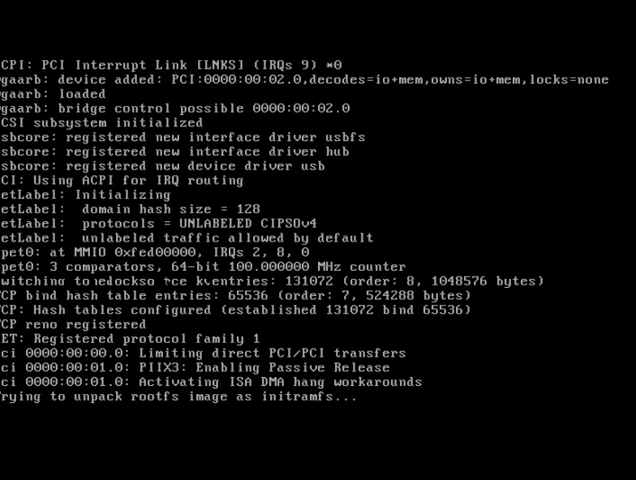 CPI: PCI Interrupt Link [LNKS] (IRQs 9) *0
gaarb: device added: PCI:0000:00:02.0,decodes=io+mem,owns=io+mem,locks=none
gaarb: loaded
gaarb: bridge control possible 0000:00:02.0
CSI subsystem initialized
sbcore: registered new interface driver usbfs
sbcore: registered new interface driver hub
sbcore: registered new device driver usb
CI: Using ACPI for IRQ routing
etLabel: Initializing
etLabel:  domain hash size = 128
etLabel:  protocols = UNLABELED CIPSOv4
etLabel:  unlabeled traffic allowed by default
pet0: at MMIO 0xfed00000, IRQs 2, 8, 0
pet0: 3 comparators, 64-bit 100.000000 MHz counter
witching to entries: 131072 (order: 8, 1048576 bytes)
CP bind hash table entries: 65536 (order: 7, 524288 bytes)
CP: Hash tables configured (established 131072 bind 65536)
CP reno registered
ET: Registered protocol family 1
ci 0000:00:00.0: Limiting direct PCI/PCI transfers
ci 0000:00:01.0: PIIX3: Enabling Passive Release
ci 0000:00:01.0: Activating ISA DMA hang workarounds
rying to unpack rootfs image as initramfs...